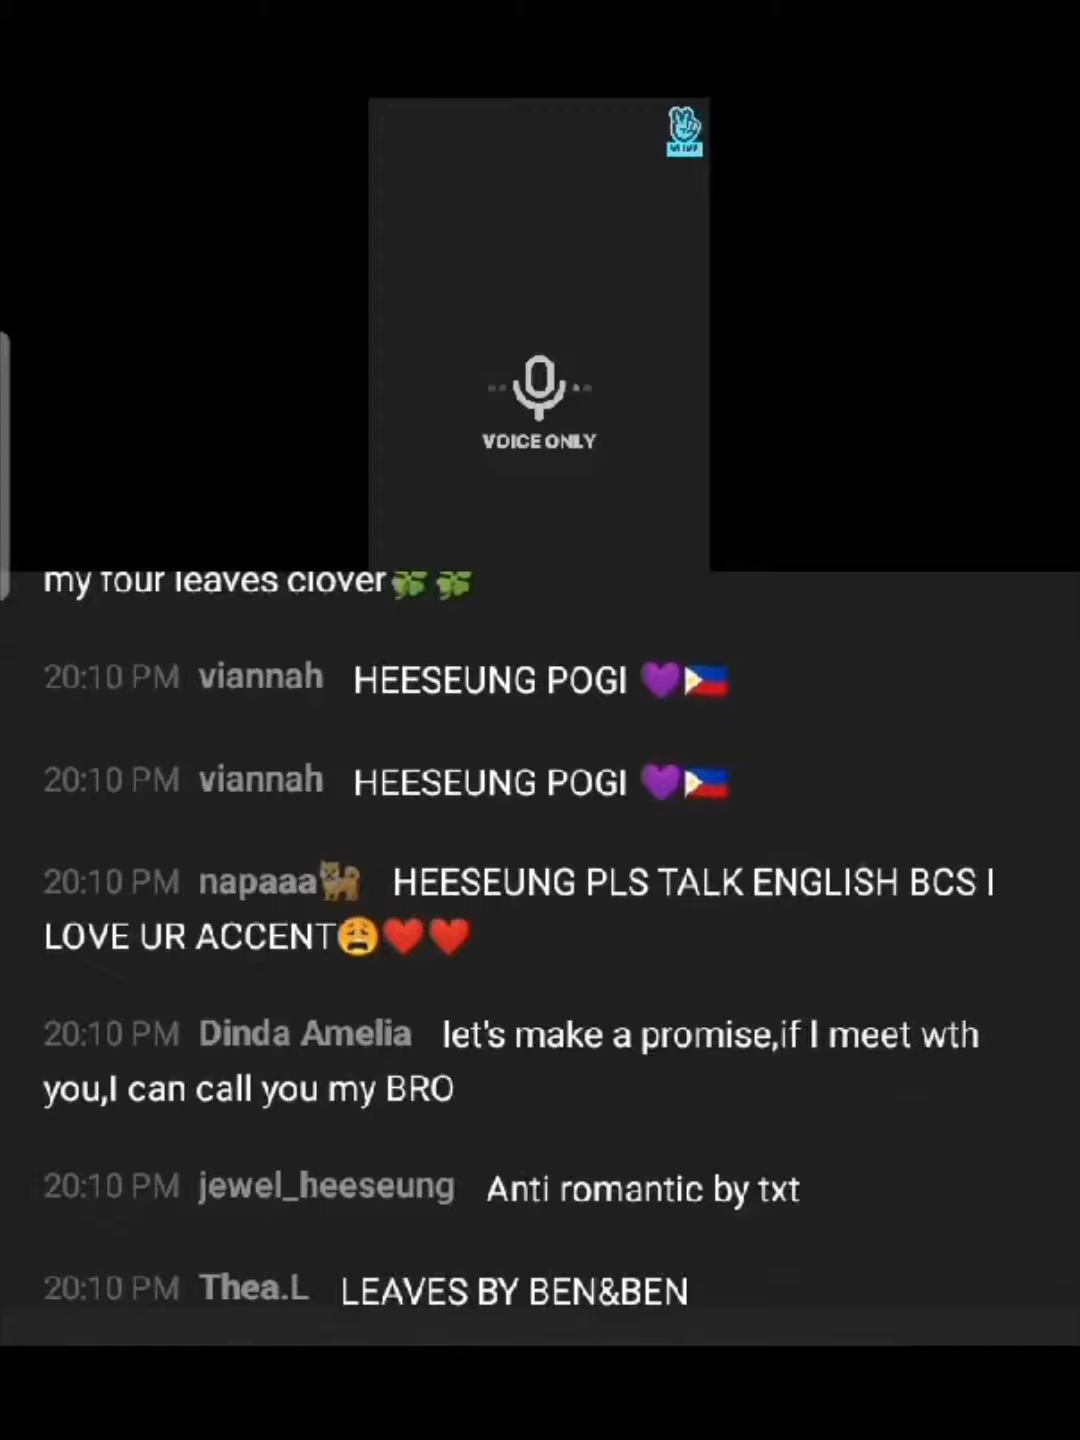 VOICE ONLY
my four leaves clover🍀🍀
20:10 PM viannah HEESEUNG POGI 💜🇵🇭
20:10 PM viannah HEESEUNG POGI 💜🇵🇭
20:10 PM napaaa🐈 HEESEUNG PLS TALK ENGLISH BCS I
LOVE UR ACCENT😩❤️❤️
20:10 PM Dinda Amelia let's make a promise,if I meet wth
you,I can call you my BRO
20:10 PM jewel_heeseung Anti romantic by txt
20:10 PM Thea.L LEAVES BY BEN&BEN